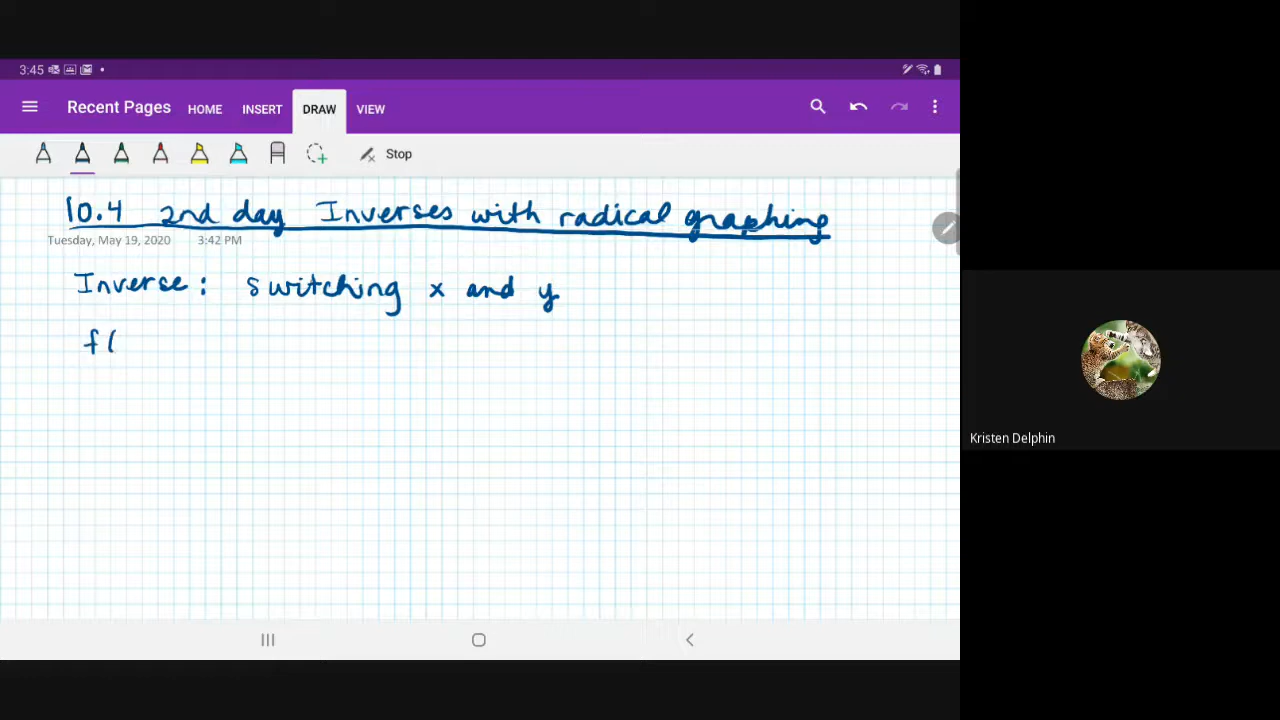 3:45
Recent Pages HOME INSERT DRAW VIEW
Stop
10.4 2nd day Inverses with radical graphing
Tuesday, May 19, 2020 3:42 PM
Inverse: switching x and y
f(
Kristen Delphin